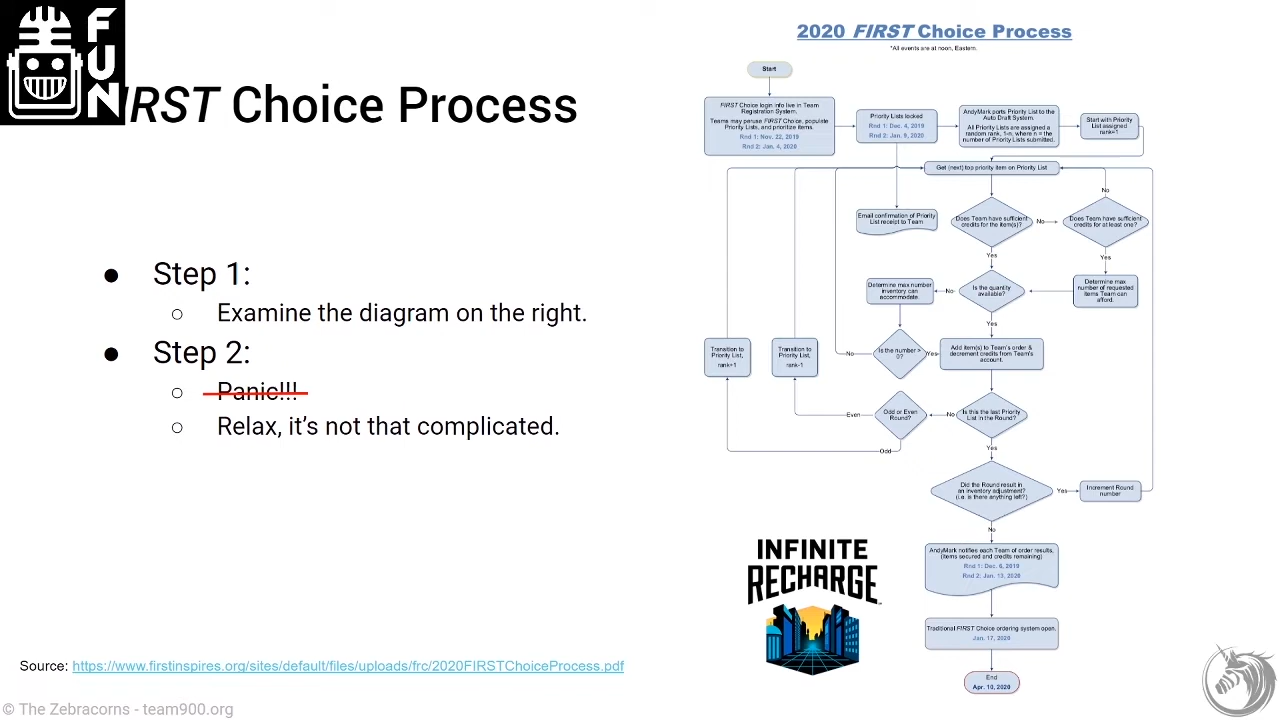 FUN
FIRST Choice Process
Step 1:
Examine the diagram on the right.
Step 2:
Panic!!!
Relax, it's not that complicated.
Source: https://www.firstinspires.org/sites/default/files/uploads/frc/2020FIRSTChoiceProcess.pdf
© The Zebracorns - team900.org
2020 FIRST Choice Process
*All events are at noon, Eastern.
Start
FIRST Choice login info live in Team
Registration System.
Teams may peruse FIRST Choice, populate
Priority Lists, and prioritize items.
Rnd 1: Nov. 22, 2019
Rnd 2: Jan. 4, 2020
Priority Lists locked
Rnd 1: Dec. 4, 2019
Rnd 2: Jan. 9, 2020
AndyMark ports Priority List to the
Auto Draft System.
All Priority Lists are assigned a
random rank, 1-n, where n = the
number of Priority Lists submitted.
Start with Priority
List assigned
rank=1
Get (next) top priority item on Priority List
Email confirmation of Priority
List receipt to Team
Does Team have sufficient
credits for the item(s)?
No
Does Team have sufficient
credits for at least one?
No
Yes
Yes
Determine max number
inventory can
accommodate.
No
Is the quantity
available?
Determine max
number of requested
items Team can
afford.
Yes
Transition to
Priority List,
rank=1
Transition to
Priority List,
rank-1
No
Is the number >
0?
Yes
Add item(s) to Team's order &
decrement credits from Team's
account.
Even
Odd or Even
Round?
No
Is this the last Priority
List in the Round?
Odd
Yes
Did the Round result in
an inventory adjustment?
(i.e. is there anything left?)
Yes
Increment Round
number
No
AndyMark notifies each Team of order results,
(items secured and credits remaining)
Rnd 1: Dec. 6, 2019
Rnd 2: Jan. 13, 2020
Traditional FIRST Choice ordering system open.
Jan. 17, 2020
End
Apr. 10, 2020
INFINITE
RECHARGE